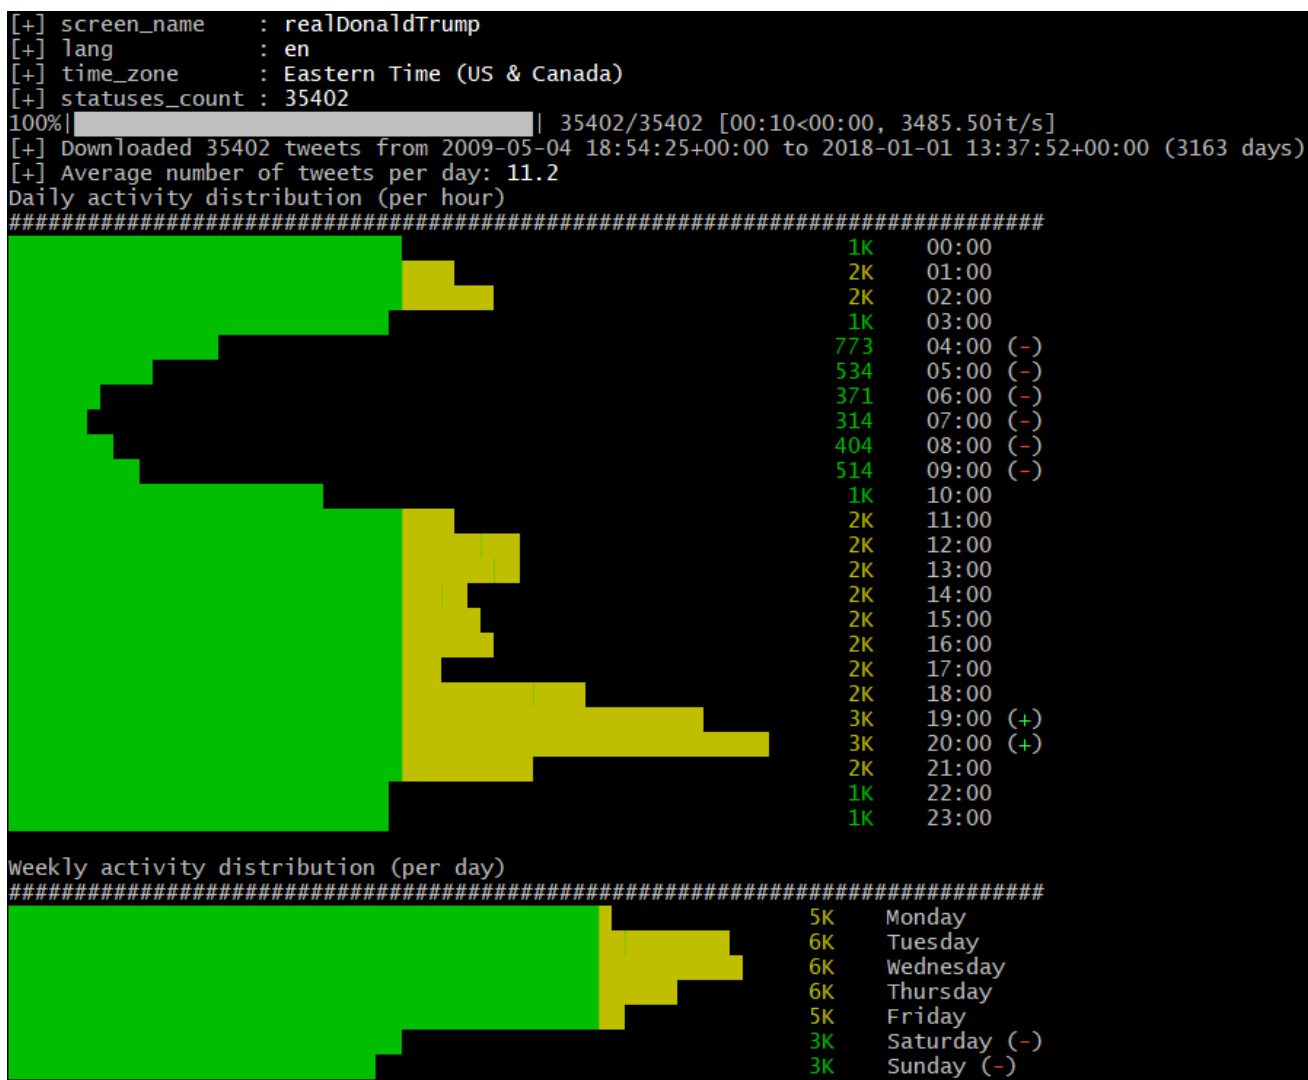 [+] screen_name    : realDonaldTrump
[+] lang           : en
[+] time_zone      : Eastern Time (US & Canada)
[+] statuses_count : 35402
100%| | 35402/35402 [00:10<00:00, 3485.50it/s]
[+] Downloaded 35402 tweets from 2009-05-04 18:54:25+00:00 to 2018-01-01 13:37:52+00:00 (3163 days)
[+] Average number of tweets per day: 11.2
Daily activity distribution (per hour)
###############################################################################
1K 00:00
2K 01:00
2K 02:00
1K 03:00
773 04:00 (-)
534 05:00 (-)
371 06:00 (-)
314 07:00 (-)
404 08:00 (-)
514 09:00 (-)
1K 10:00
2K 11:00
2K 12:00
2K 13:00
2K 14:00
2K 15:00
2K 16:00
2K 17:00
2K 18:00
3K 19:00 (+)
3K 20:00 (+)
2K 21:00
1K 22:00
1K 23:00
Weekly activity distribution (per day)
###############################################################################
5K Monday
6K Tuesday
6K Wednesday
6K Thursday
5K Friday
3K Saturday (-)
3K Sunday (-)